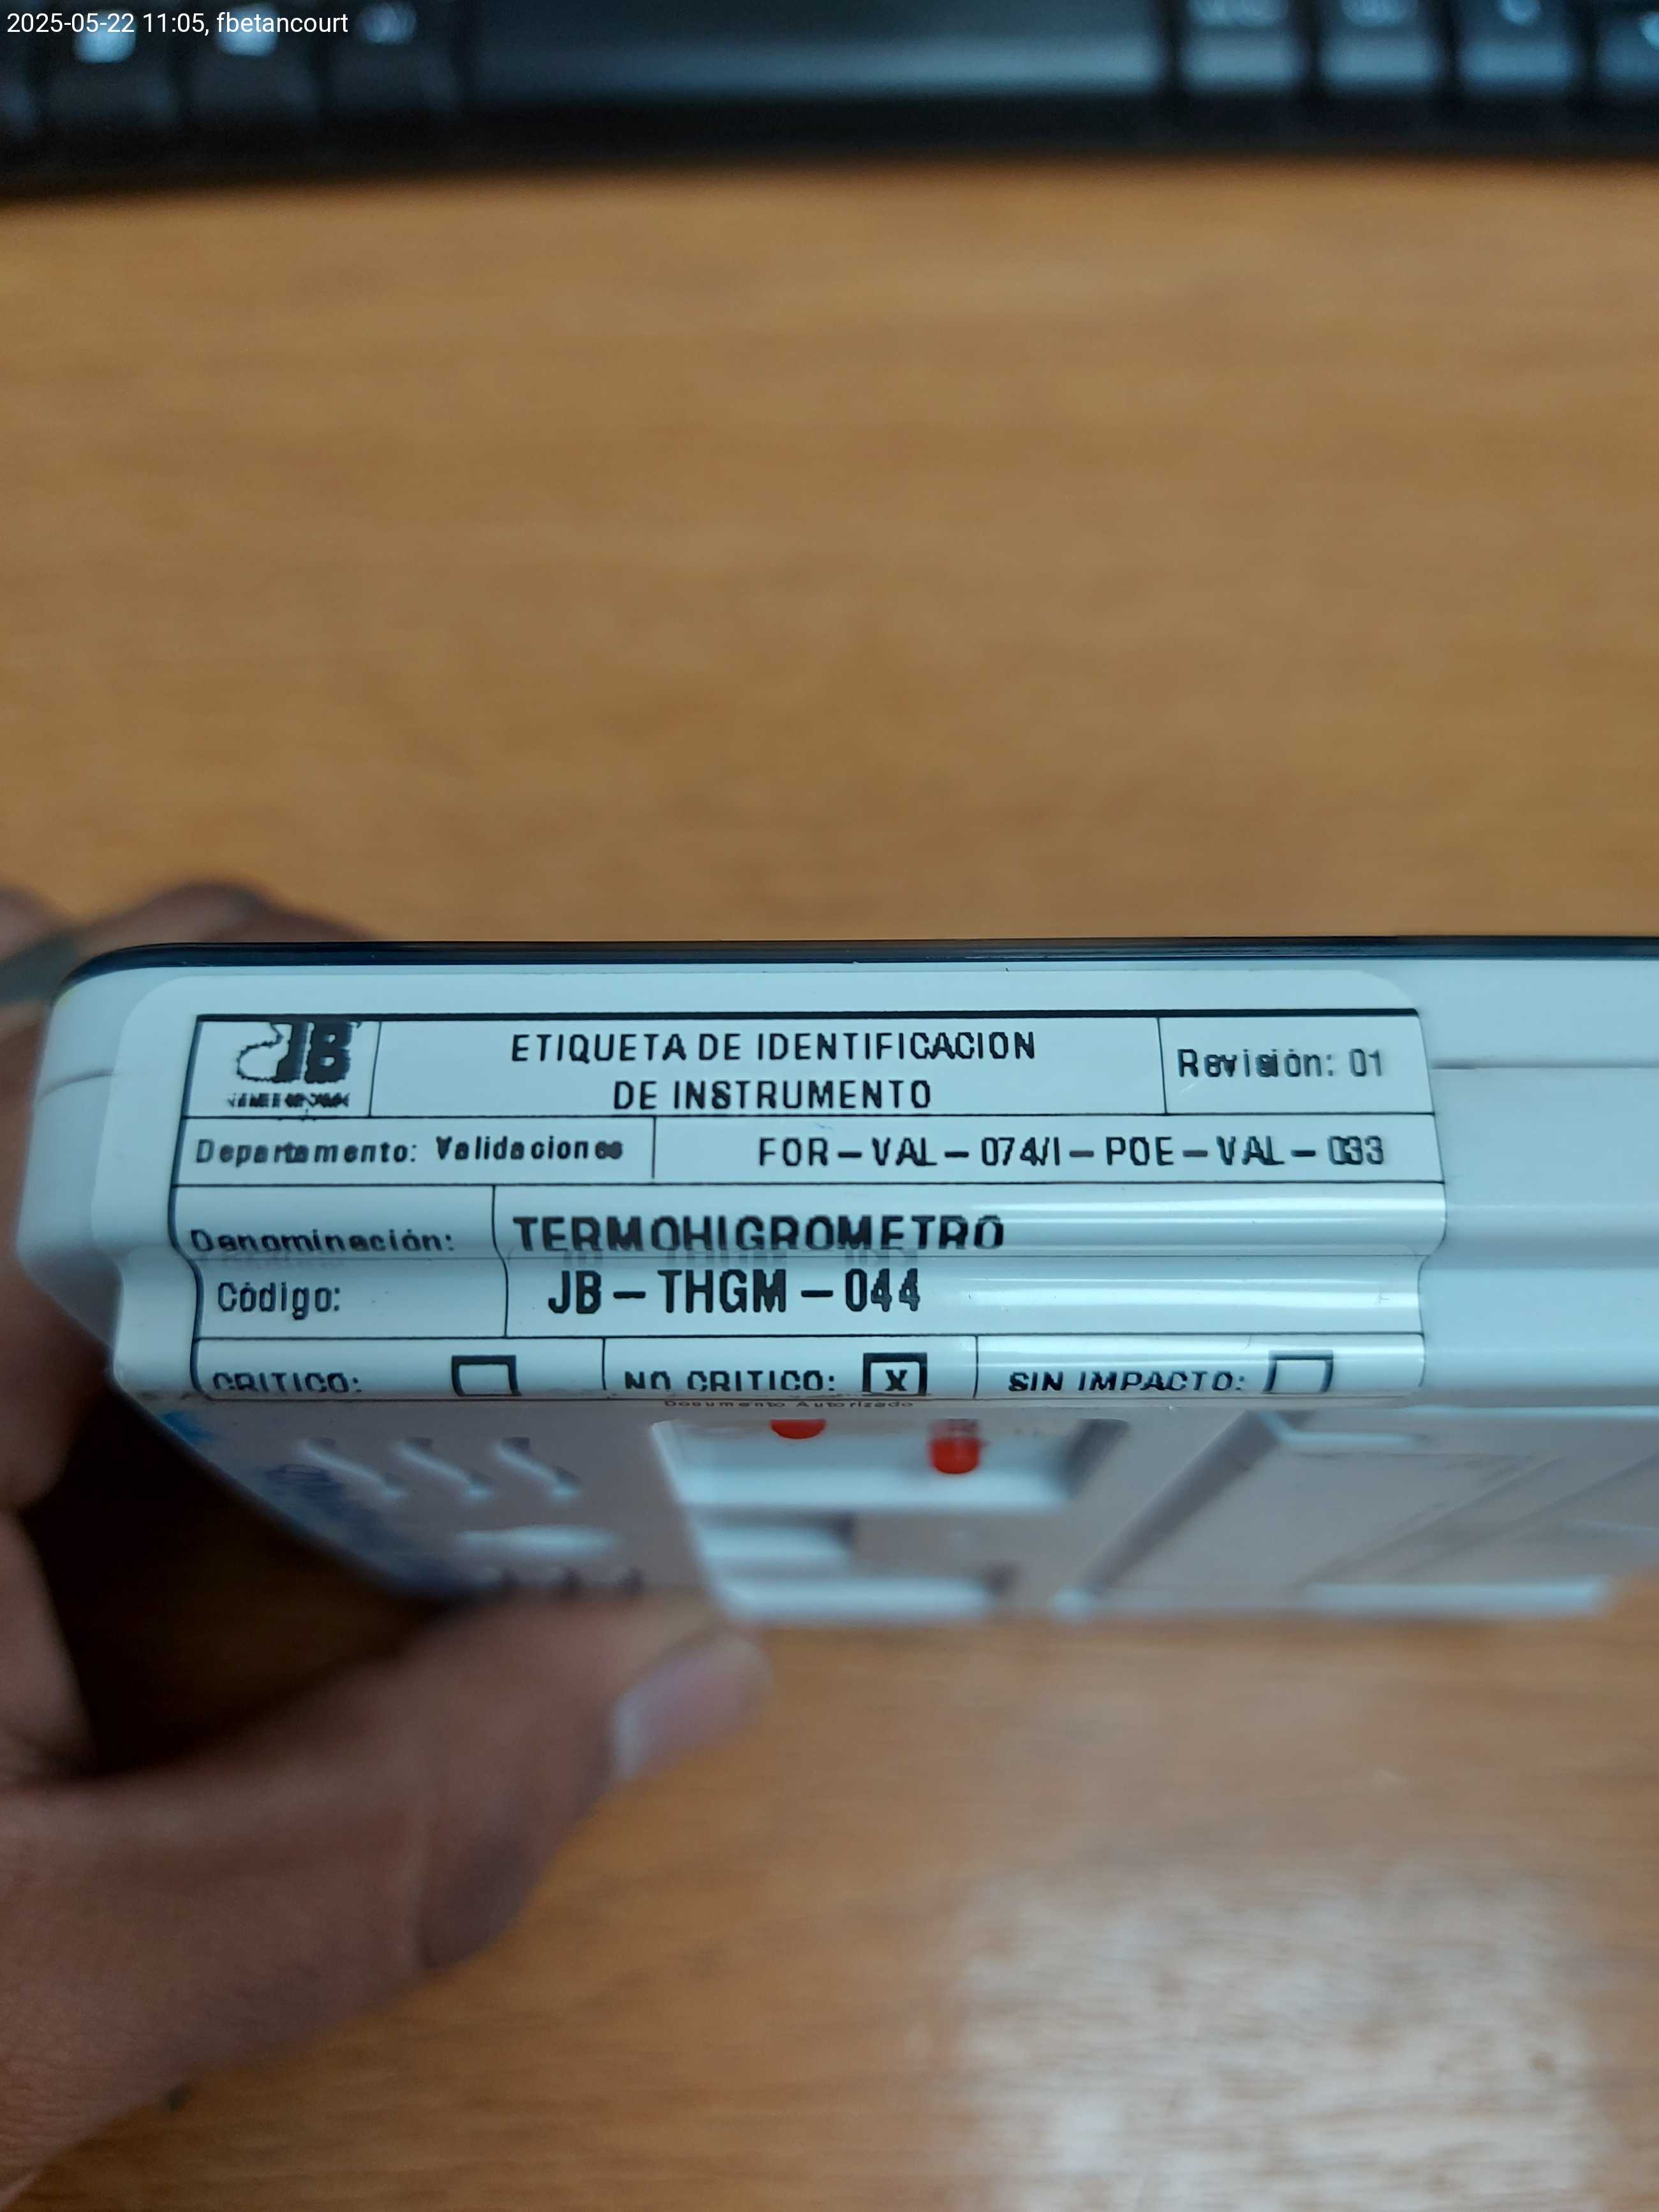 2025-05-22 11:05, fbetancourt
JB
ETIQUETA DE IDENTIFICACION
DE INSTRUMENTO
Revisión: 01
Departamento: Validaciones
FOR-VAL-074/I-POE-VAL-033
Denominación: TERMOHIGROMETRO
Código: JB-THGM-044
CRITICO: NO CRITICO: X SIN IMPACTO:
Documento Autorizado